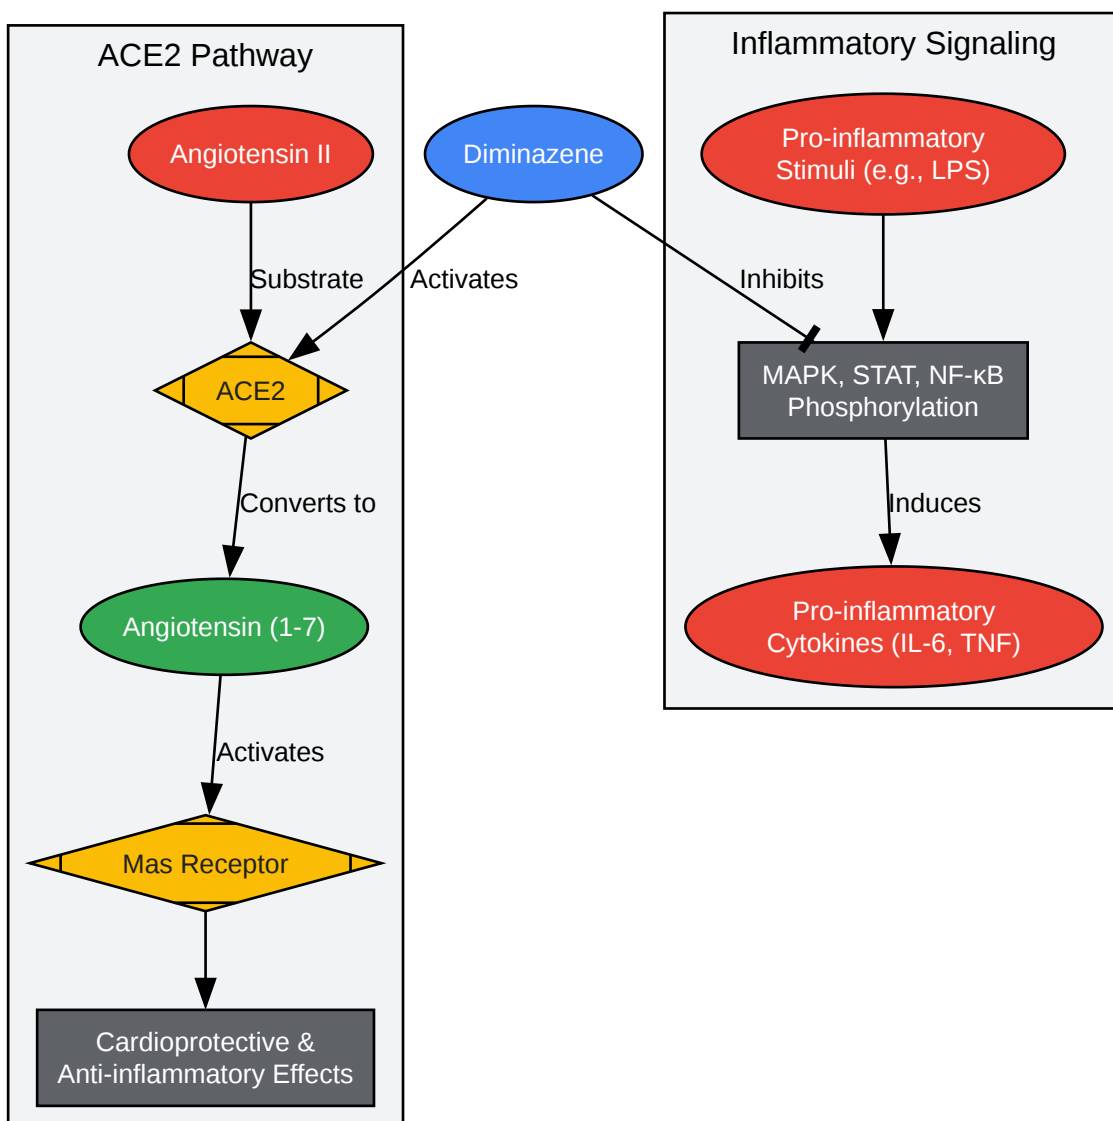 ACE2 Pathway
Inflammatory Signaling
Angiotensin II
Diminazene
Pro-inflammatory
Stimuli (e.g., LPS)
Substrate
Activates
Inhibits
ACE2
MAPK, STAT, NF-κB
Phosphorylation
Converts to
Induces
Angiotensin (1-7)
Pro-inflammatory
Cytokines (IL-6, TNF)
Activates
Mas Receptor
Cardioprotective &
Anti-inflammatory Effects